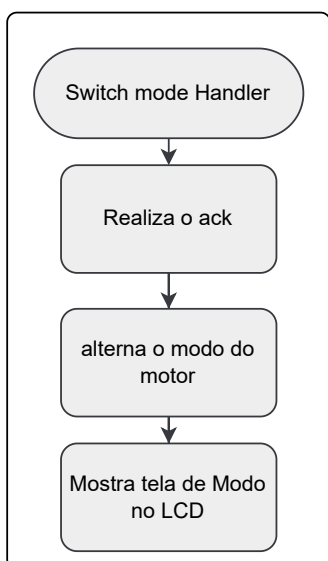 Switch mode Handler
Realiza o ack
alterna o modo do
motor
Mostra tela de Modo
no LCD